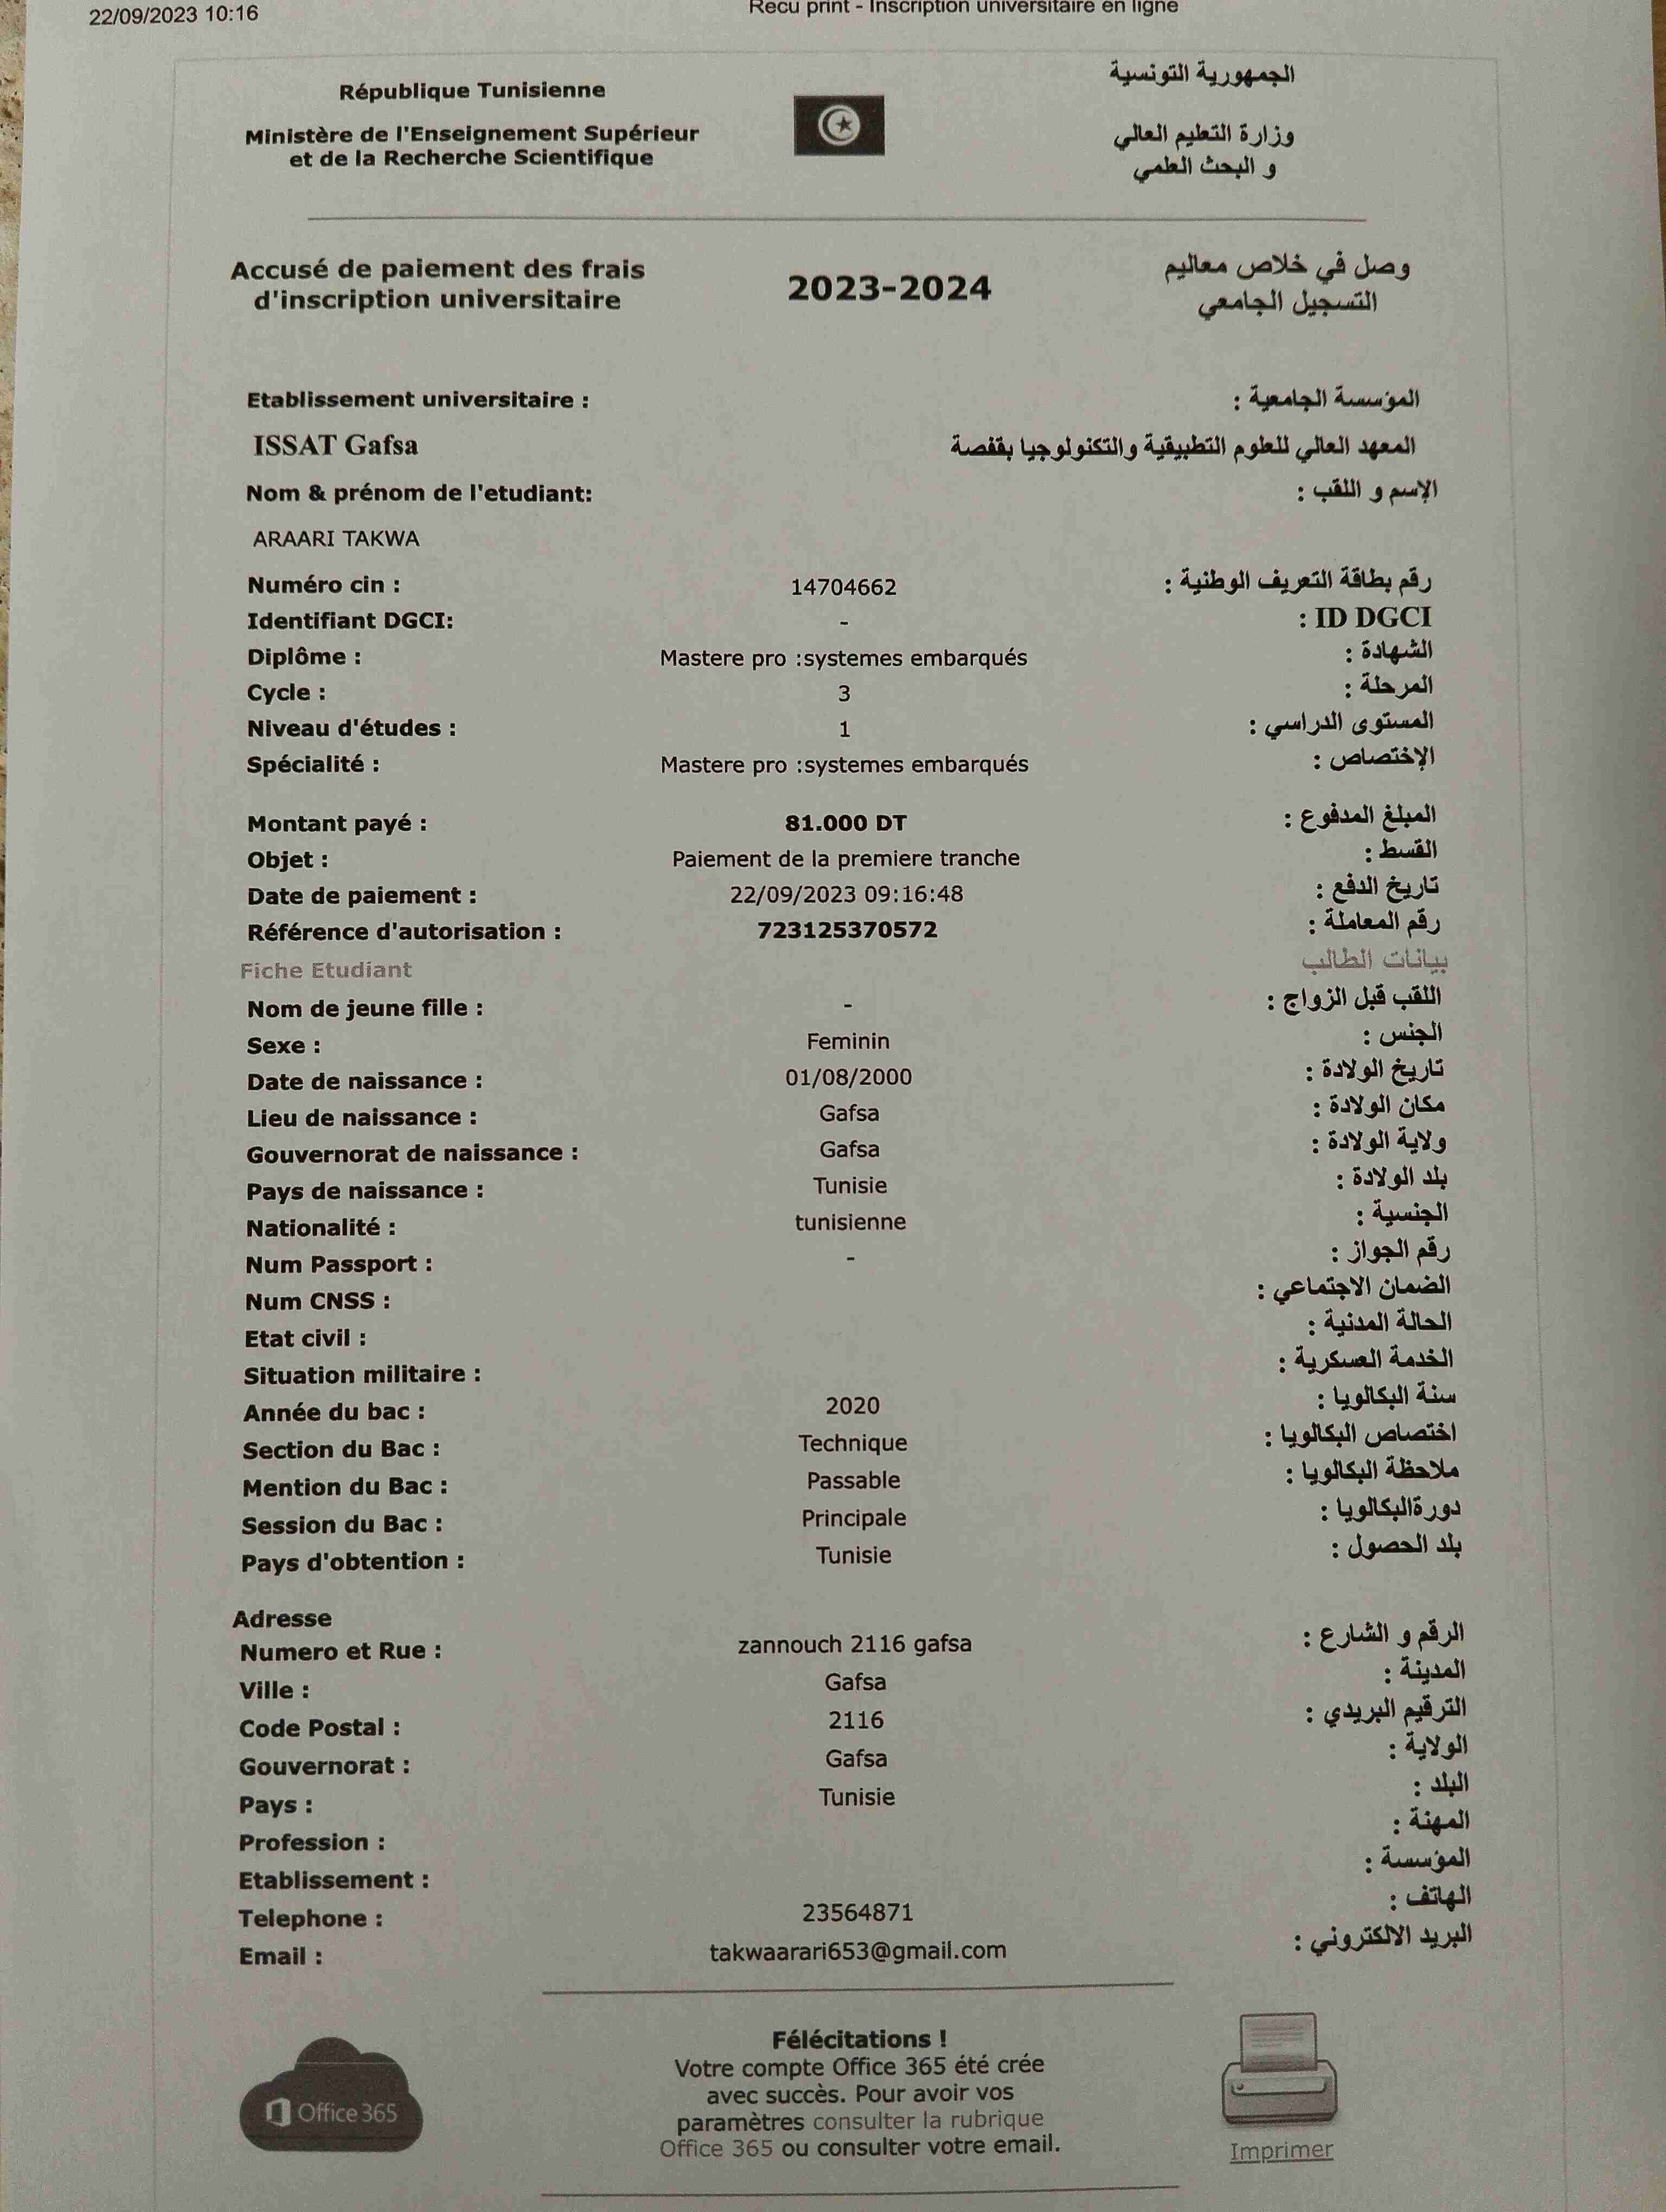 22/09/2023 10:16
Recu print - Inscription universitaire en ligne
République Tunisienne
الجمهورية التونسية
Ministère de l'Enseignement Supérieur
et de la Recherche Scientifique
وزارة التعليم العالي
و البحث العلمي
Accusé de paiement des frais
d'inscription universitaire
2023-2024
وصل في خلاص معاليم
التسجيل الجامعي
Etablissement universitaire : المؤسسة الجامعية :
ISSAT Gafsa المعهد العالي للعلوم التطبيقية والتكنولوجيا بقفصة
Nom & prénom de l'etudiant: الإسم و اللقب :
ARAARI TAKWA
Numéro cin : 14704662 رقم بطاقة التعريف الوطنية :
Identifiant DGCI: - ID DGCI :
Diplôme : Mastere pro :systemes embarqués الشهادة :
Cycle : 3 المرحلة :
Niveau d'études : 1 المستوى الدراسي :
Spécialité : Mastere pro :systemes embarqués الإختصاص :
Montant payé : 81.000 DT المبلغ المدفوع :
Objet : Paiement de la premiere tranche القسط :
Date de paiement : 22/09/2023 09:16:48 تاريخ الدفع :
Référence d'autorisation : 723125370572 رقم المعاملة :
Fiche Etudiant بيانات الطالب
Nom de jeune fille : - اللقب قبل الزواج :
Sexe : Feminin الجنس :
Date de naissance : 01/08/2000 تاريخ الولادة :
Lieu de naissance : Gafsa مكان الولادة :
Gouvernorat de naissance : Gafsa ولاية الولادة :
Pays de naissance : Tunisie بلد الولادة :
Nationalité : tunisienne الجنسية :
Num Passport : - رقم الجواز :
Num CNSS : الضمان الاجتماعي :
Etat civil : الحالة المدنية :
Situation militaire : الخدمة العسكرية :
Année du bac : 2020 سنة البكالويا :
Section du Bac : Technique اختصاص البكالويا :
Mention du Bac : Passable ملاحظة البكالويا :
Session du Bac : Principale دورةالبكالويا :
Pays d'obtention : Tunisie بلد الحصول :
Adresse
Numero et Rue : zannouch 2116 gafsa الرقم و الشارع :
Ville : Gafsa المدينة :
Code Postal : 2116 الترقيم البريدي :
Gouvernorat : Gafsa الولاية :
Pays : Tunisie البلد :
Profession : المهنة :
Etablissement : المؤسسة :
Telephone : 23564871 الهاتف :
Email : takwaarari653@gmail.com البريد الالكتروني :
Félécitations !
Votre compte Office 365 été crée
avec succès. Pour avoir vos
paramètres consulter la rubrique
Office 365 ou consulter votre email.
Office 365
Imprimer